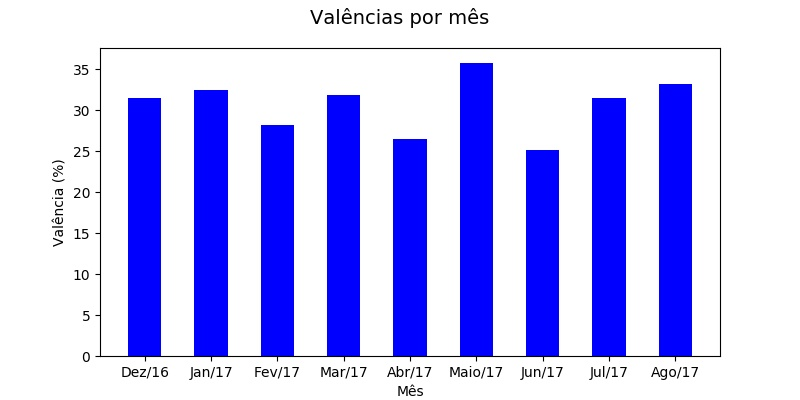 Valências por mês
Valência (%)
35
30
25
20
15
10
5
0
Dez/16 Jan/17 Fev/17 Mar/17 Abr/17 Maio/17 Jun/17 Jul/17 Ago/17
Mês